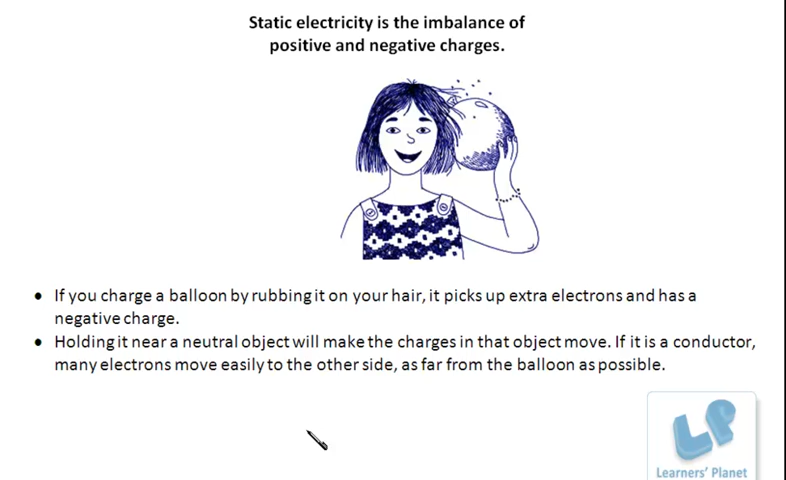 Static electricity is the imbalance of
positive and negative charges.
• If you charge a balloon by rubbing it on your hair, it picks up extra electrons and has a
negative charge.
• Holding it near a neutral object will make the charges in that object move. If it is a conductor,
many electrons move easily to the other side, as far from the balloon as possible.
LP
Learners' Planet